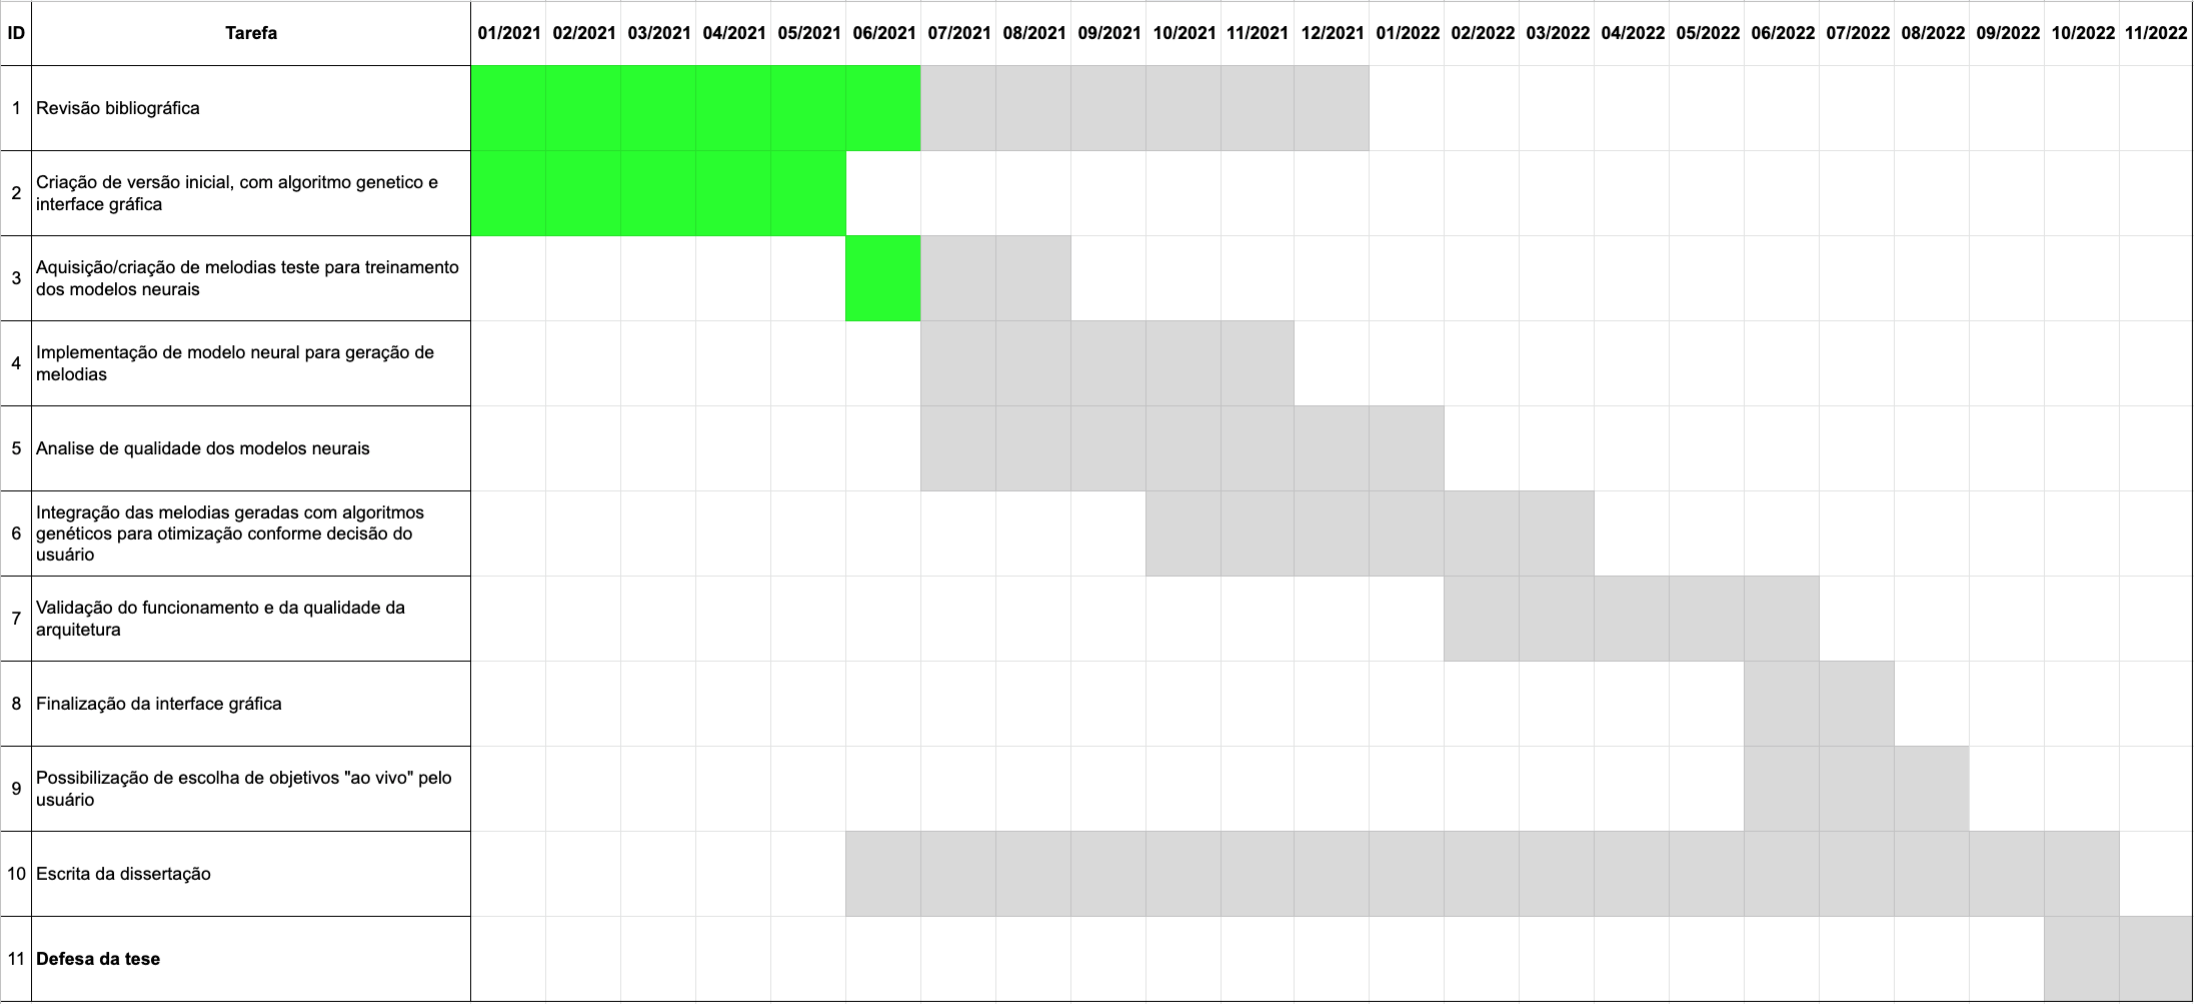 ID Tarefa 01/2021 02/2021 03/2021 04/2021 05/2021 06/2021 07/2021 08/2021 09/2021 10/2021 11/2021 12/2021 01/2022 02/2022 03/2022 04/2022 05/2022 06/2022 07/2022 08/2022 09/2022 10/2022 11/2022
1 Revisão bibliográfica
2 Criação de versão inicial, com algoritmo genetico e
interface gráfica
3 Aquisição/criação de melodias teste para treinamento
dos modelos neurais
4 Implementação de modelo neural para geração de
melodias
5 Analise de qualidade dos modelos neurais
6 Integração das melodias geradas com algoritmos
genéticos para otimização conforme decisão do
usuário
7 Validação do funcionamento e da qualidade da
arquitetura
8 Finalização da interface gráfica
9 Possibilização de escolha de objetivos "ao vivo" pelo
usuário
10 Escrita da dissertação
11 Defesa da tese